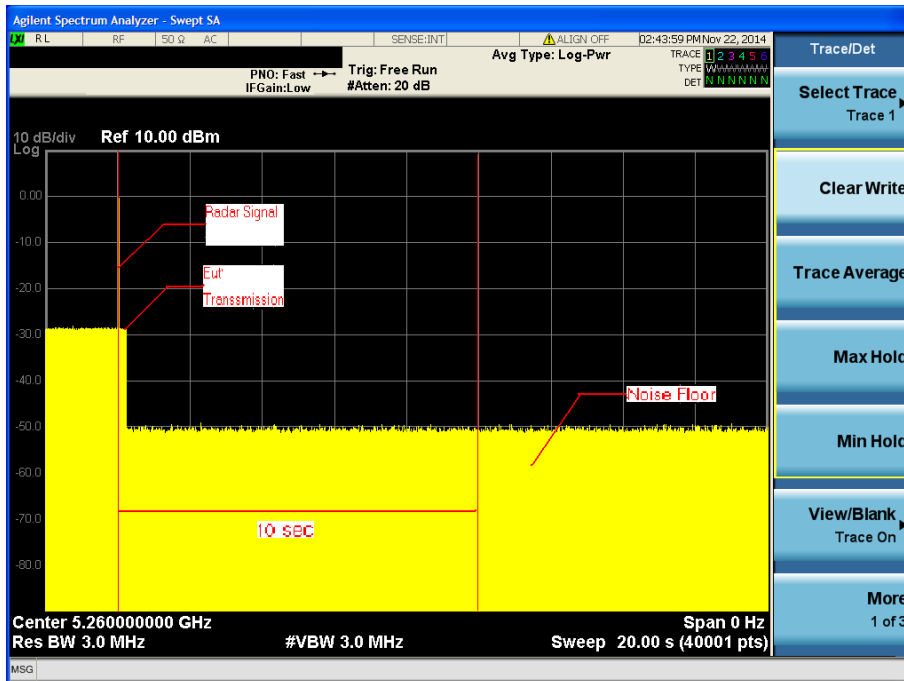 Agilent Spectrum Analyzer - Swept SA
LXI RL RF 50 Ω AC SENSE:INT ALIGN OFF 02:43:59 PM Nov 22, 2014
Avg Type: Log-Pwr TRACE 1 2 3 4 5 6
PNO: Fast Trig: Free Run TYPE WWWWWW
IFGain:Low #Atten: 20 dB DET N N N N N N
Trace/Det
Select Trace
Trace 1
Clear Write
Trace Average
Max Hold
Min Hold
View/Blank
Trace On
More
1 of 3
10 dB/div Ref 10.00 dBm
Log
0.00
-10.0
-20.0
-30.0
-40.0
-50.0
-60.0
-70.0
-80.0
Radar Signal
Eut
Transsmission
Noise Floor
10 sec
Center 5.260000000 GHz Span 0 Hz
Res BW 3.0 MHz #VBW 3.0 MHz Sweep 20.00 s (40001 pts)
MSG